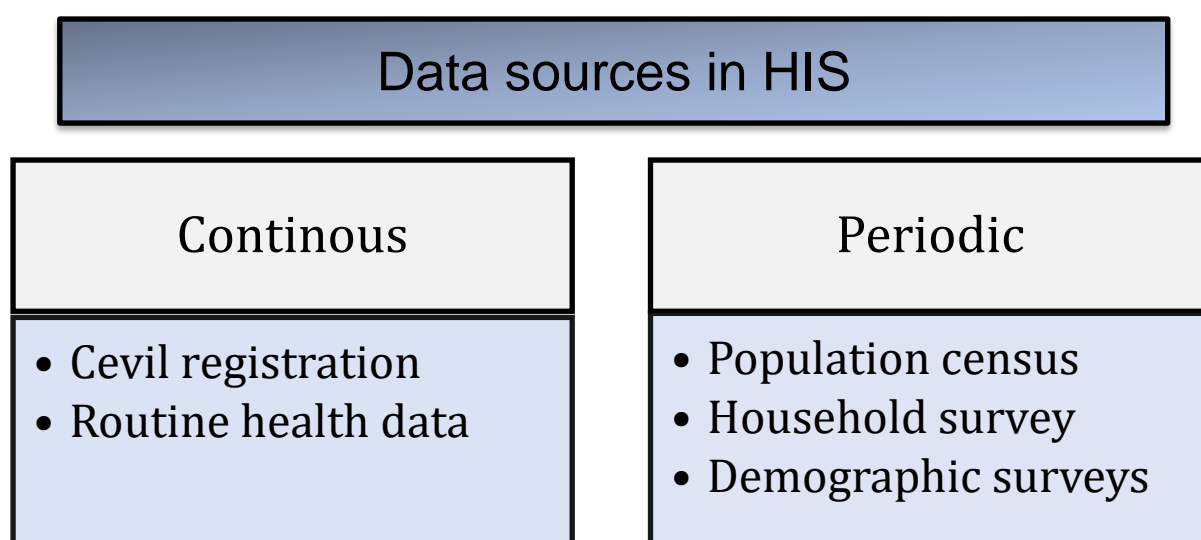 Data sources in HIS
Continous
• Cevil registration
• Routine health data
Periodic
• Population census
• Household survey
• Demographic surveys